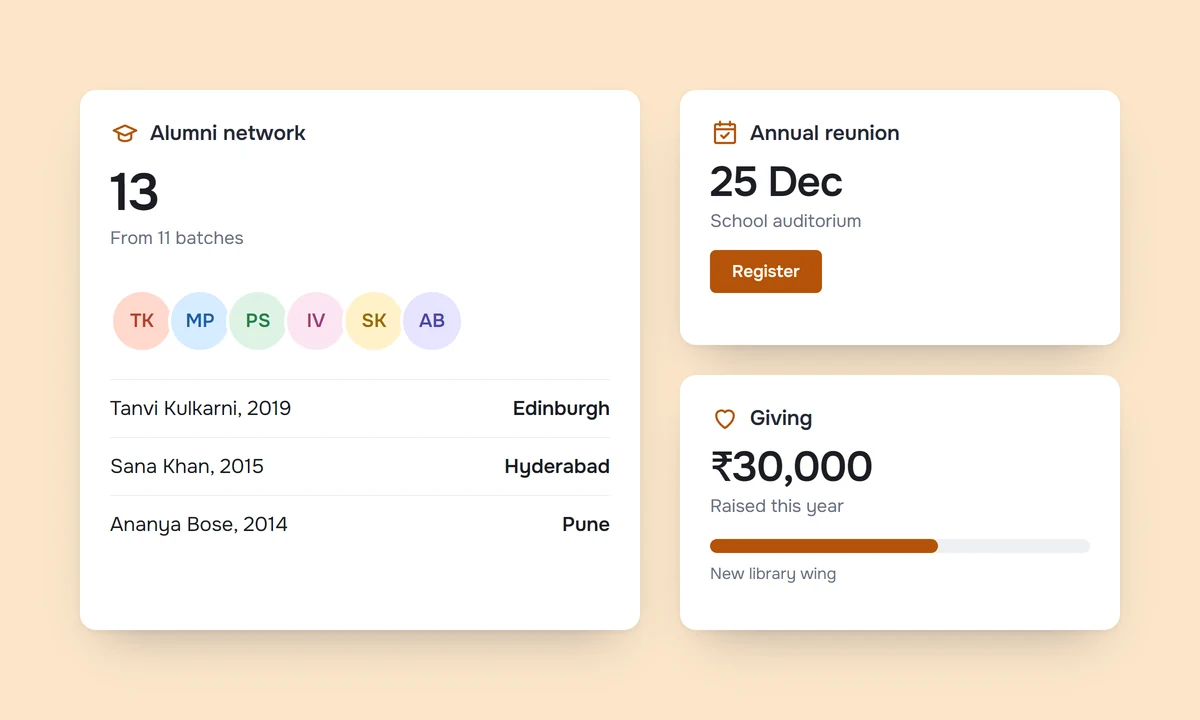 Alumni network
13
From 11 batches
TK MP PS IV SK AB
Tanvi Kulkarni, 2019 Edinburgh
Sana Khan, 2015 Hyderabad
Ananya Bose, 2014 Pune
Annual reunion
25 Dec
School auditorium
Register
Giving
₹30,000
Raised this year
New library wing